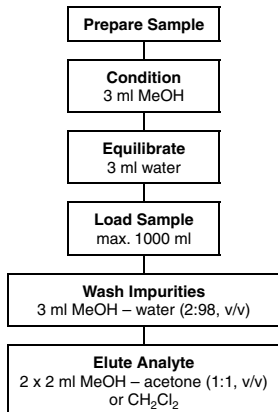 Prepare Sample
Condition
3 ml MeOH
Equilibrate
3 ml water
Load Sample
max. 1000 ml
Wash Impurities
3 ml MeOH – water (2:98, v/v)
Elute Analyte
2 x 2 ml MeOH – acetone (1:1, v/v)
or CH₂Cl₂